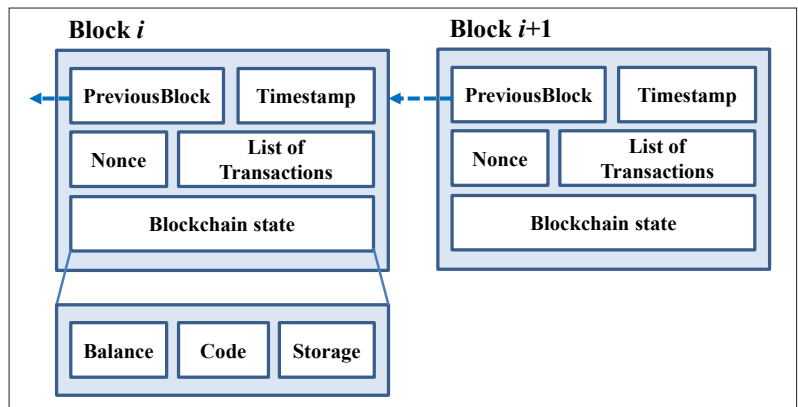 Block i
PreviousBlock
Timestamp
Nonce
List of
Transactions
Blockchain state
Balance
Code
Storage
Block i+1
PreviousBlock
Timestamp
Nonce
List of
Transactions
Blockchain state